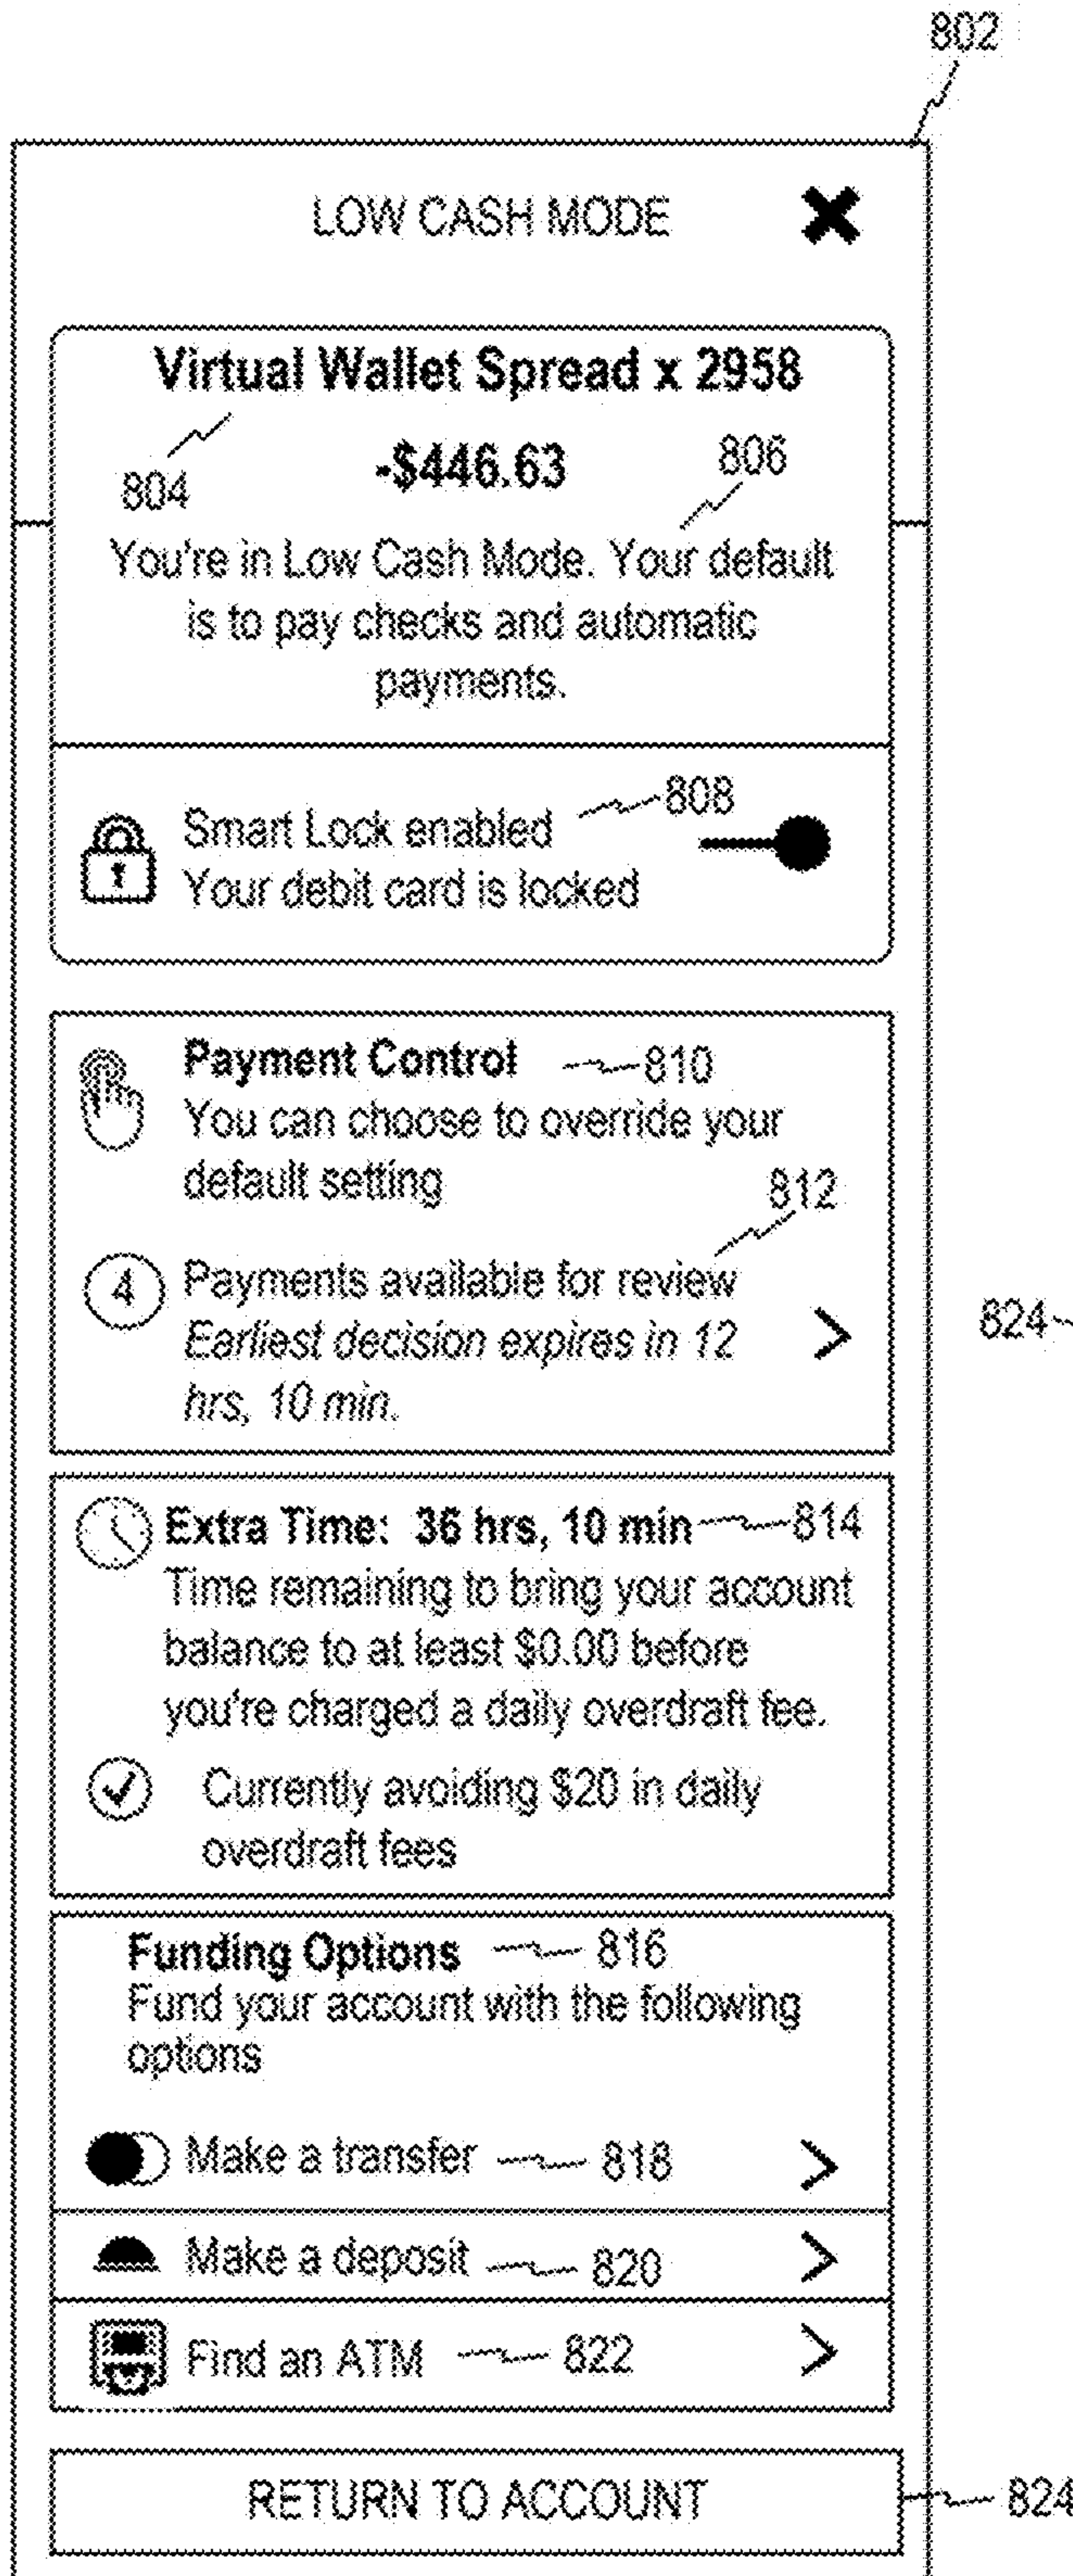 802
LOW CASH MODE
Virtual Wallet Spread x 2958
804
-$446.63
806
You're in Low Cash Mode. Your default
is to pay checks and automatic
payments.
Smart Lock enabled
808
Your debit card is locked
Payment Control
810
You can choose to override your
default setting
812
4
Payments available for review
Earliest decision expires in 12
hrs, 10 min.
824
Extra Time: 36 hrs, 10 min
814
Time remaining to bring your account
balance to at least $0.00 before
you're charged a daily overdraft fee.
Currently avoiding $20 in daily
overdraft fees
Funding Options
816
Fund your account with the following
options
Make a transfer
818
Make a deposit
820
Find an ATM
822
RETURN TO ACCOUNT
824